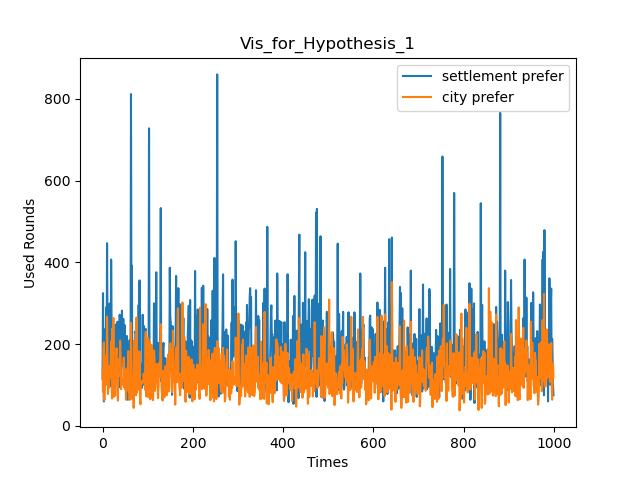 Vis_for_Hypothesis_1
settlement prefer
city prefer
800
600
400
200
0
Used Rounds
0 200 400 600 800 1000
Times